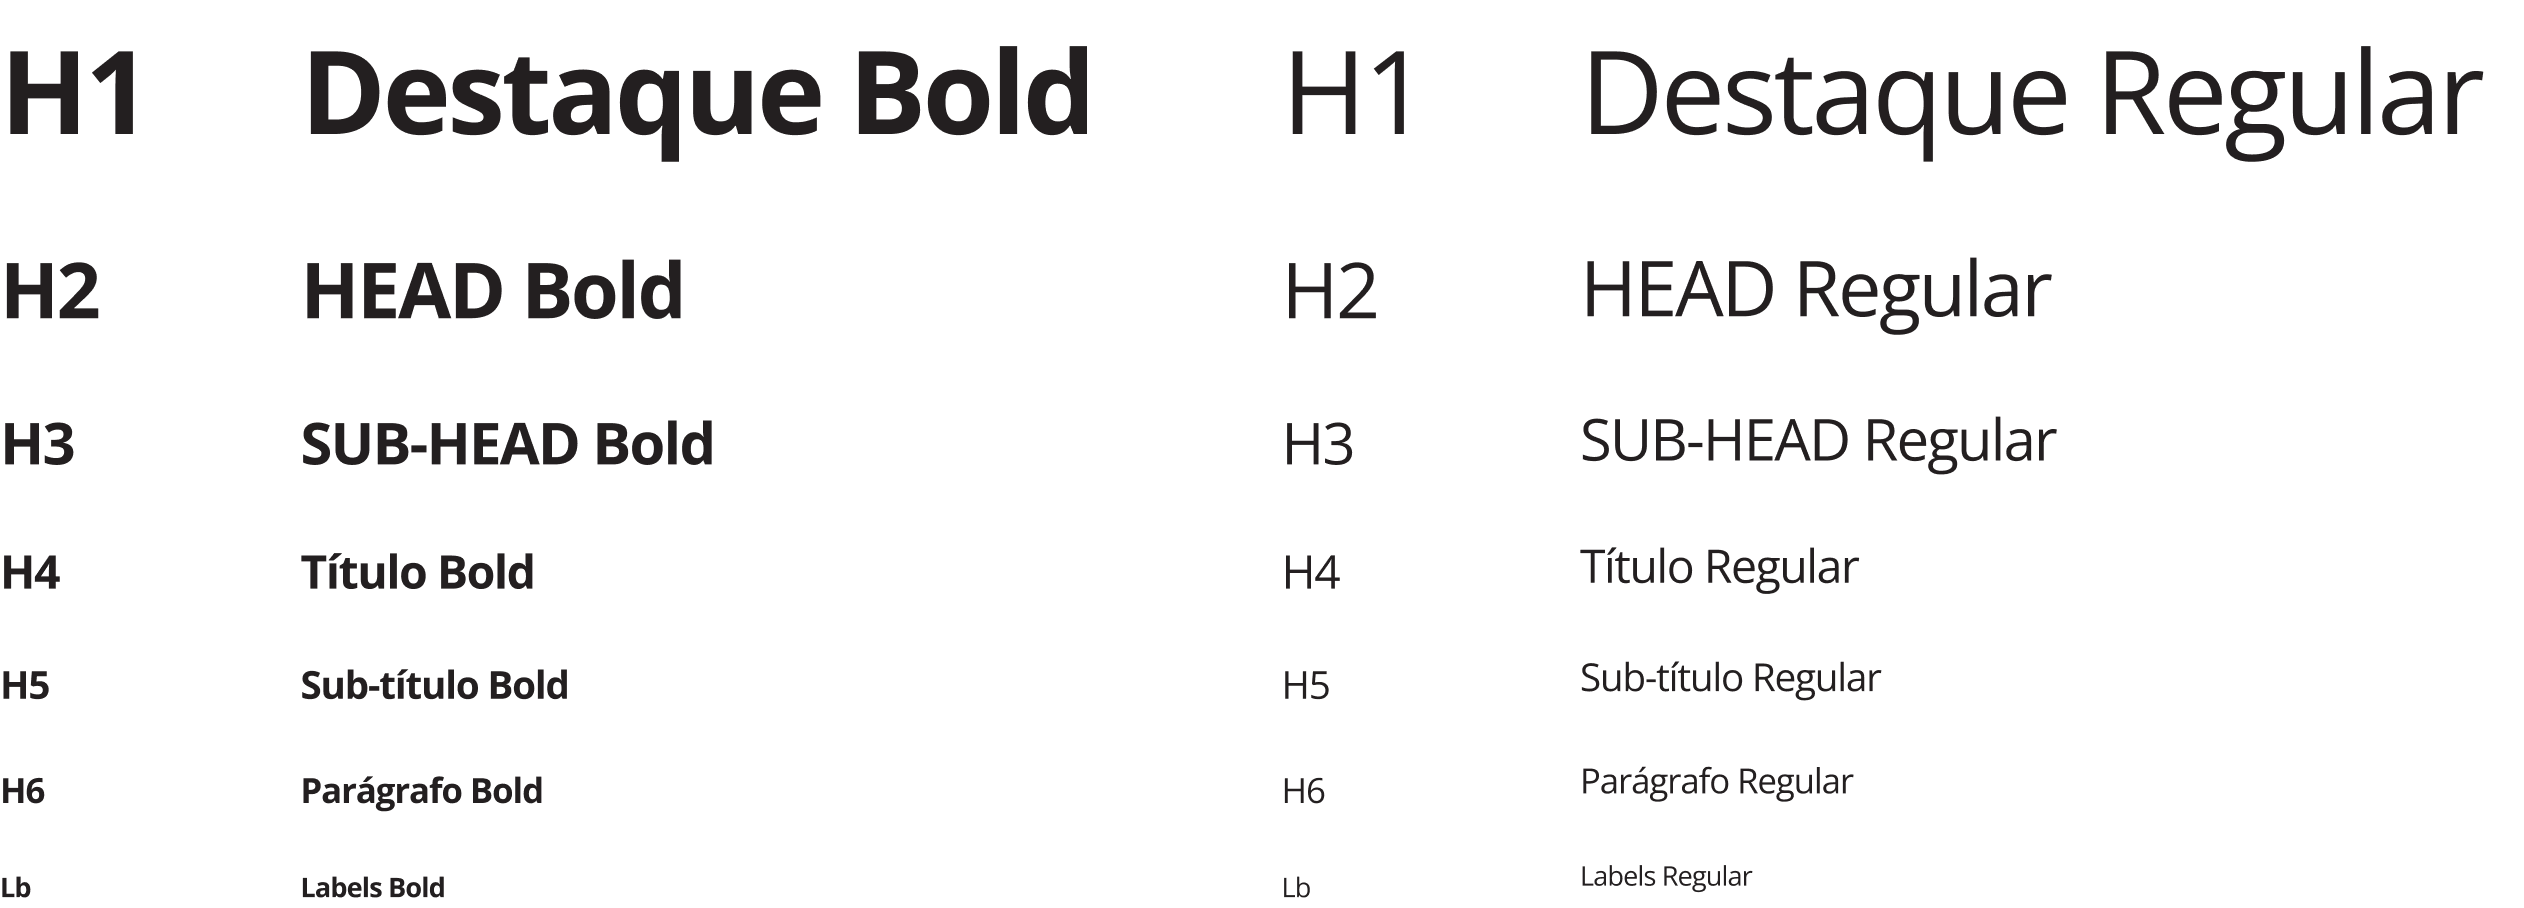 H1 Destaque Bold H1 Destaque Regular
H2 HEAD Bold H2 HEAD Regular
H3 SUB-HEAD Bold H3 SUB-HEAD Regular
H4 Título Bold H4 Título Regular
H5 Sub-título Bold H5 Sub-título Regular
H6 Parágrafo Bold H6 Parágrafo Regular
Lb Labels Bold Lb Labels Regular